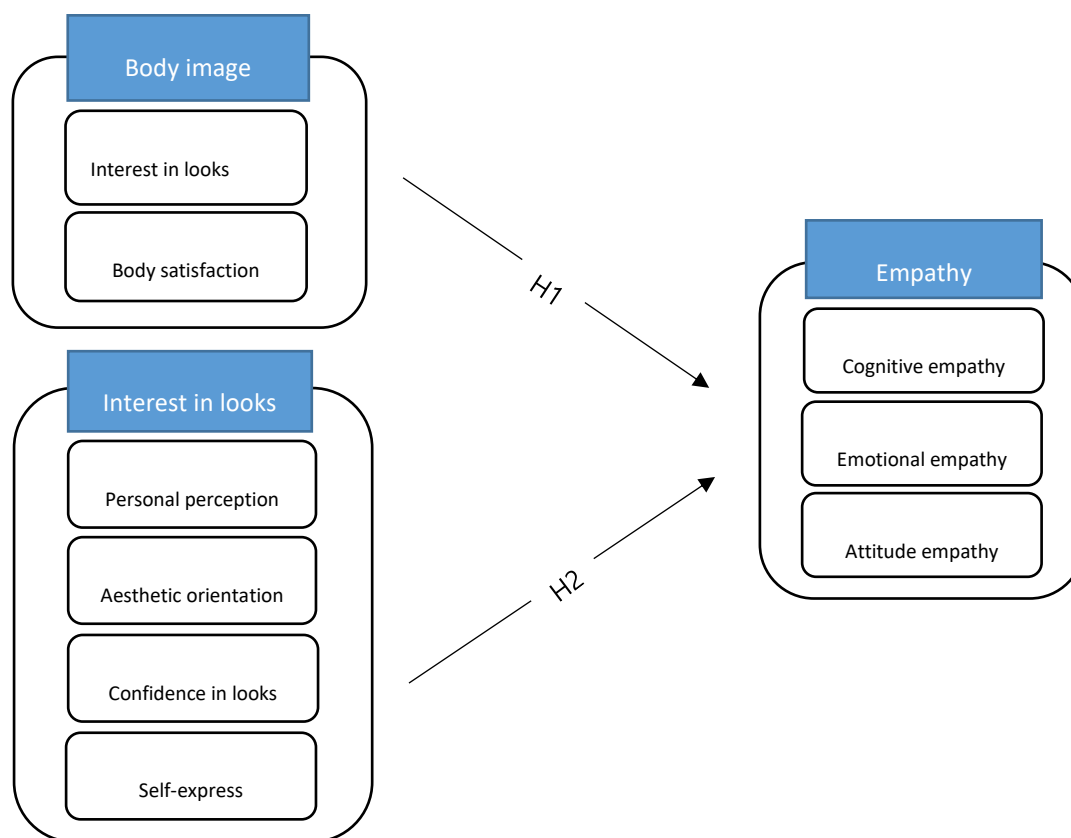 Body image
Interest in looks
Body satisfaction
H1
Empathy
Cognitive empathy
Emotional empathy
Attitude empathy
Interest in looks
Personal perception
Aesthetic orientation
Confidence in looks
Self-express
H2